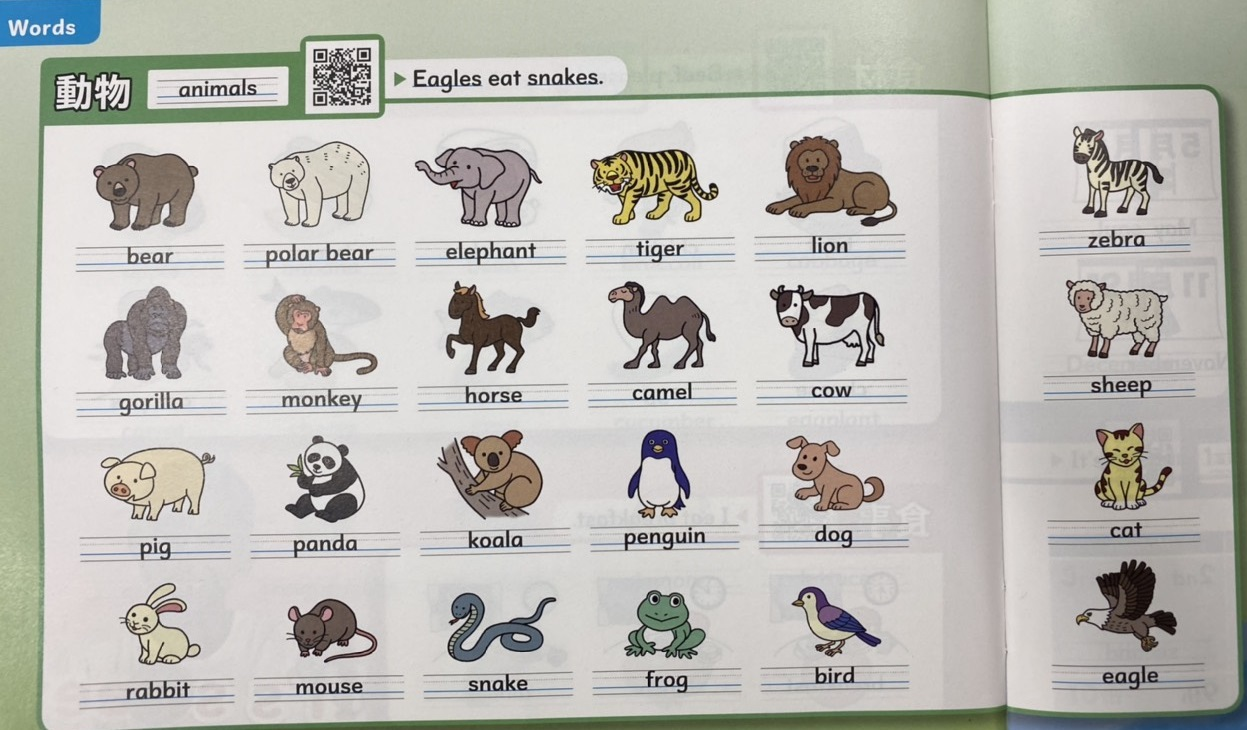 Words
動物 animals
Eagles eat snakes.
bear polar bear elephant tiger lion zebra
gorilla monkey horse camel cow sheep
pig panda koala penguin dog cat
rabbit mouse snake frog bird eagle